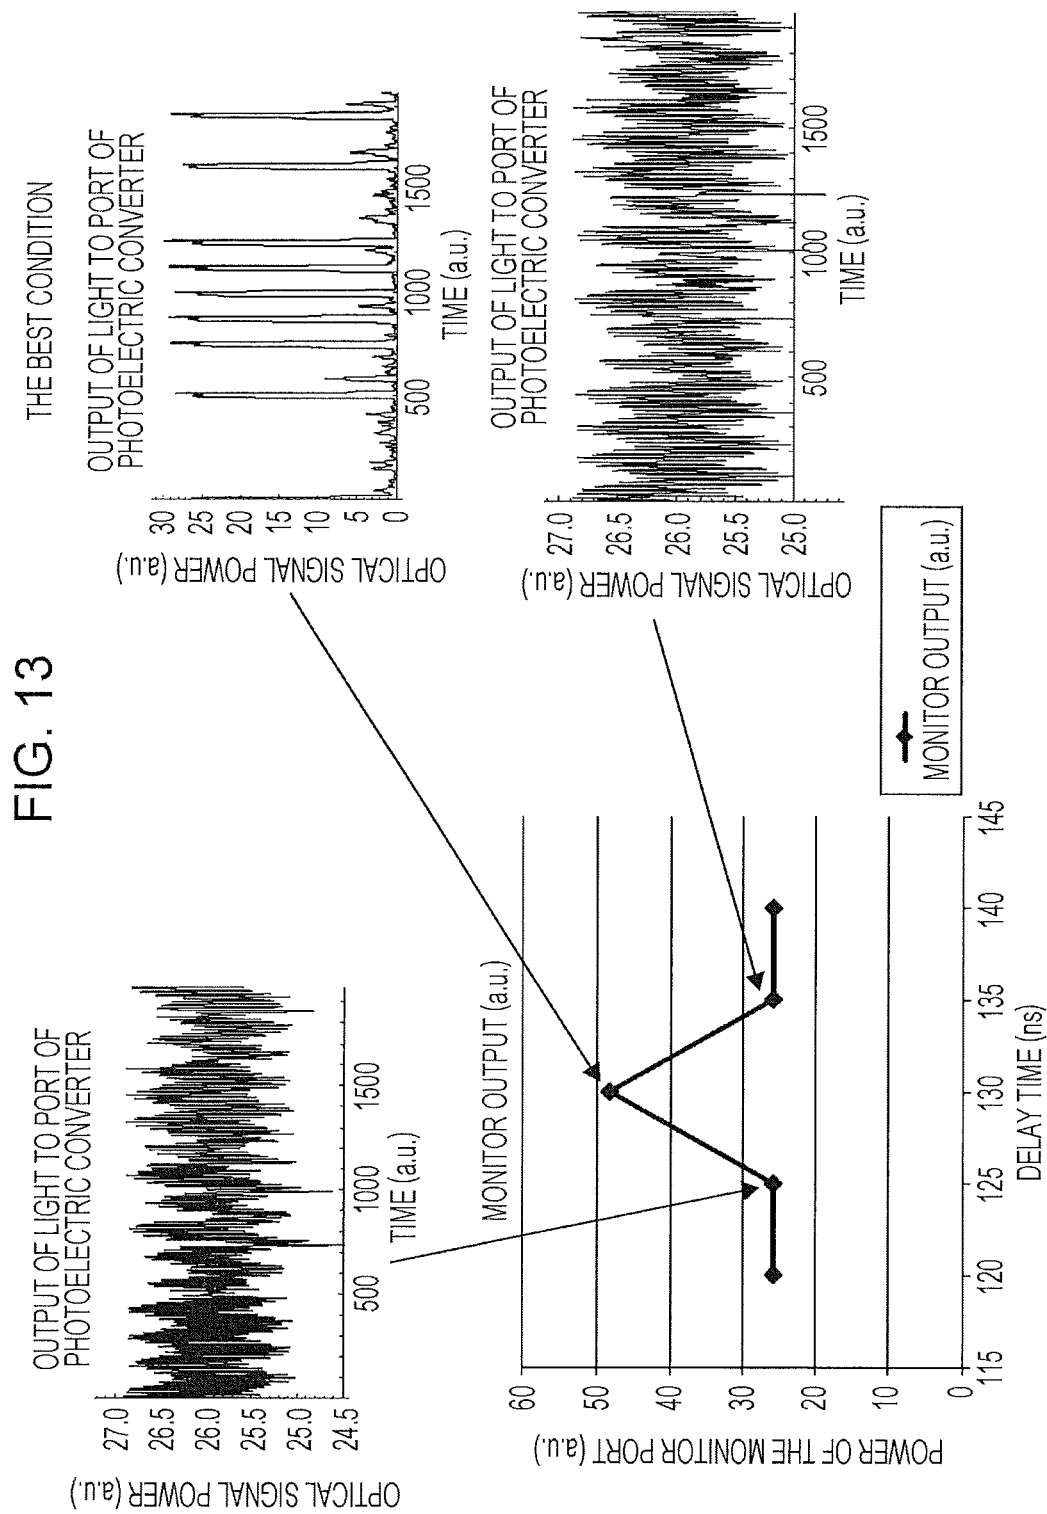 FIG. 13
OUTPUT OF LIGHT TO PORT OF
PHOTOELECTRIC CONVERTER
OPTICAL SIGNAL POWER (a.u.)
27.0
26.5
26.0
25.5
25.0
24.5
500
1000
1500
TIME (a.u.)
THE BEST CONDITION
OUTPUT OF LIGHT TO PORT OF
PHOTOELECTRIC CONVERTER
OPTICAL SIGNAL POWER (a.u.)
30
25
20
15
10
5
0
500
1000
1500
TIME (a.u.)
MONITOR OUTPUT (a.u.)
POWER OF THE MONITOR PORT (a.u.)
60
50
40
30
20
10
0
115
120
125
130
135
140
145
DELAY TIME (ns)
MONITOR OUTPUT (a.u.)
OUTPUT OF LIGHT TO PORT OF
PHOTOELECTRIC CONVERTER
OPTICAL SIGNAL POWER (a.u.)
27.0
26.5
26.0
25.5
25.0
500
1000
1500
TIME (a.u.)